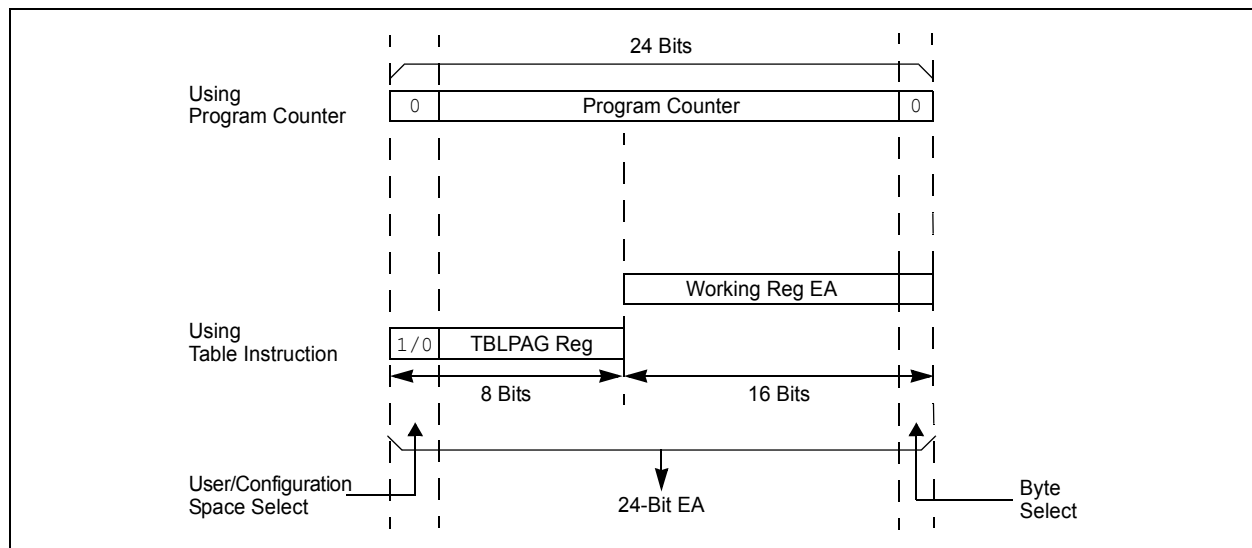 24 Bits
Using
Program Counter
0
Program Counter
0
Working Reg EA
Using
Table Instruction
1/0
TBLPAG Reg
8 Bits
16 Bits
User/Configuration
Space Select
24-Bit EA
Byte
Select